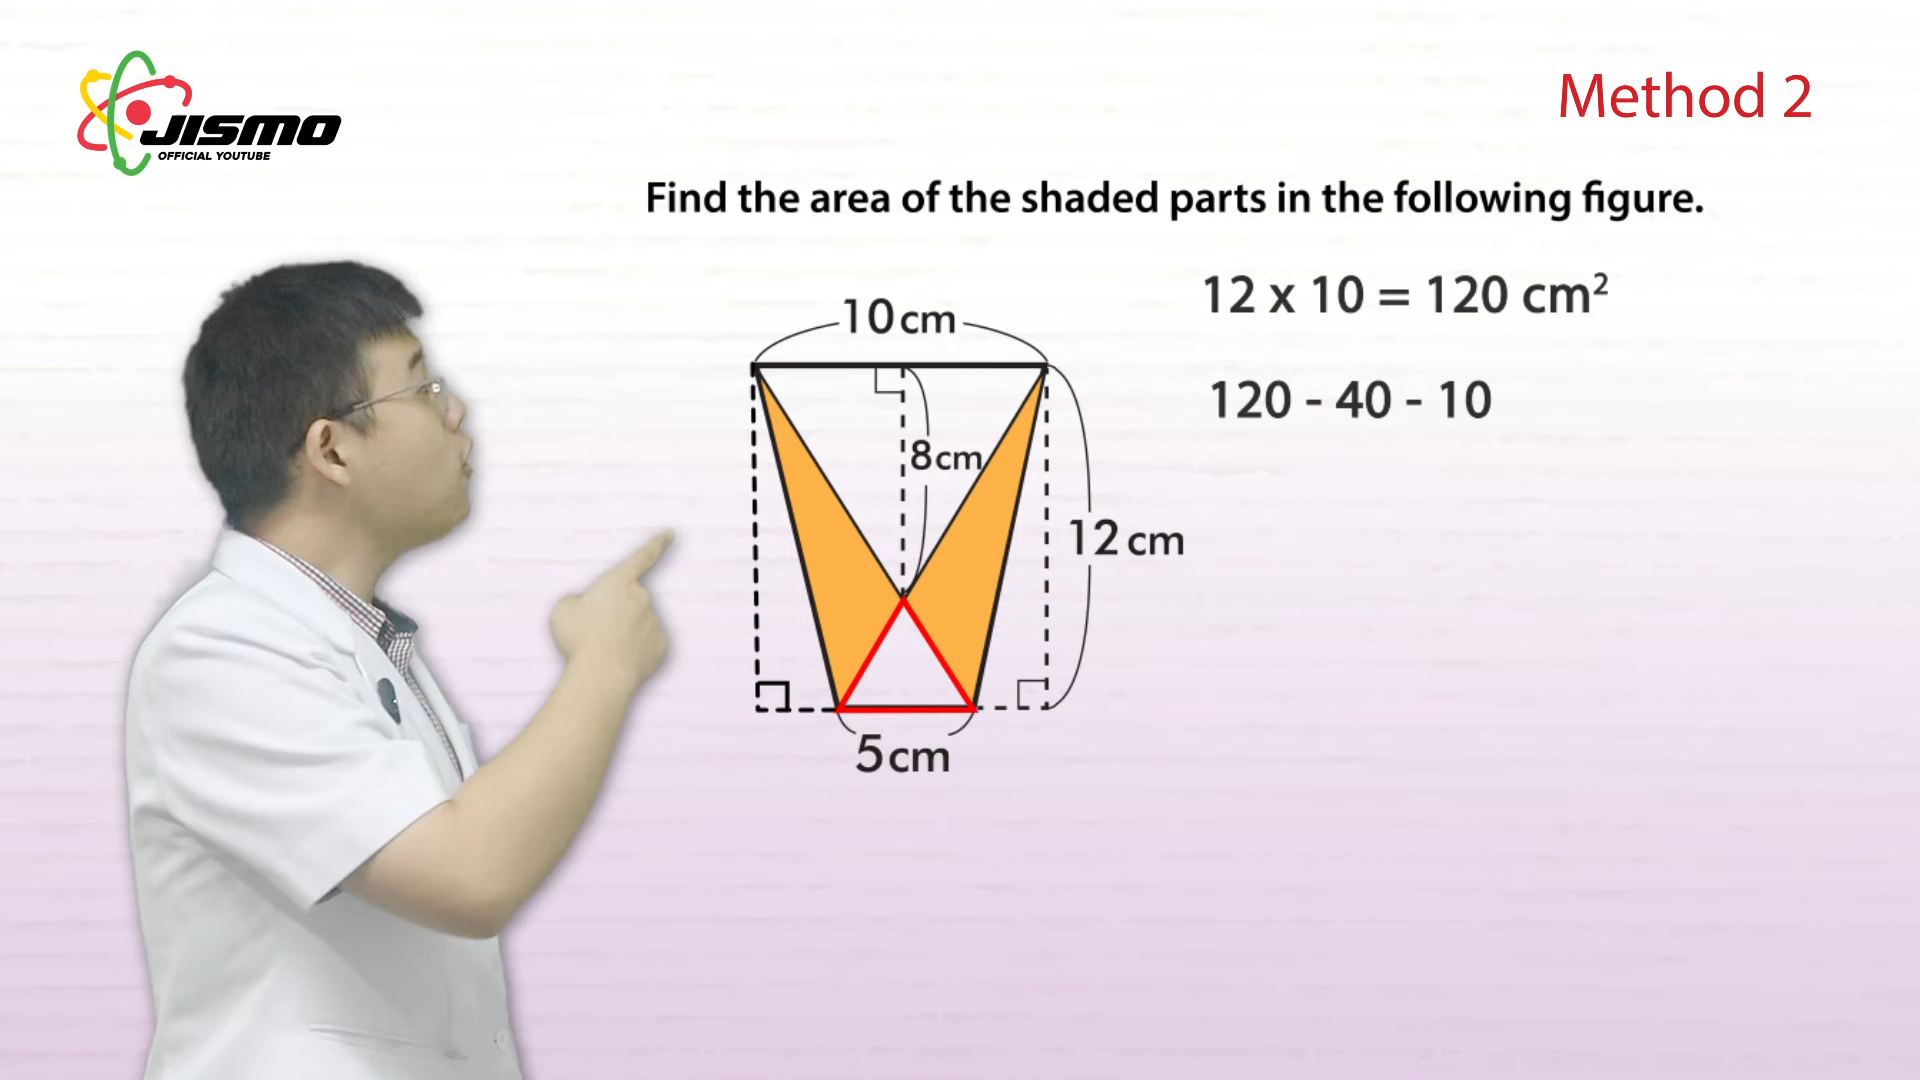 JISMO
OFFICIAL YOUTUBE
Method 2
Find the area of the shaded parts in the following figure.
12 x 10 = 120 cm²
10 cm
120 - 40 - 10
8 cm
12 cm
5 cm